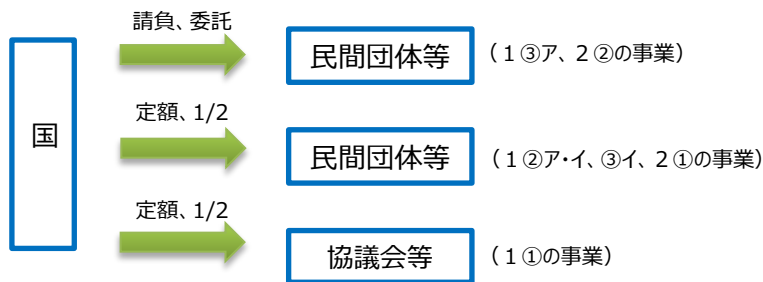 国
請負、委託
民間団体等
(1③ア、2②の事業)
定額、1/2
民間団体等
(1②ア・イ、③イ、2①の事業)
定額、1/2
協議会等
(1①の事業)